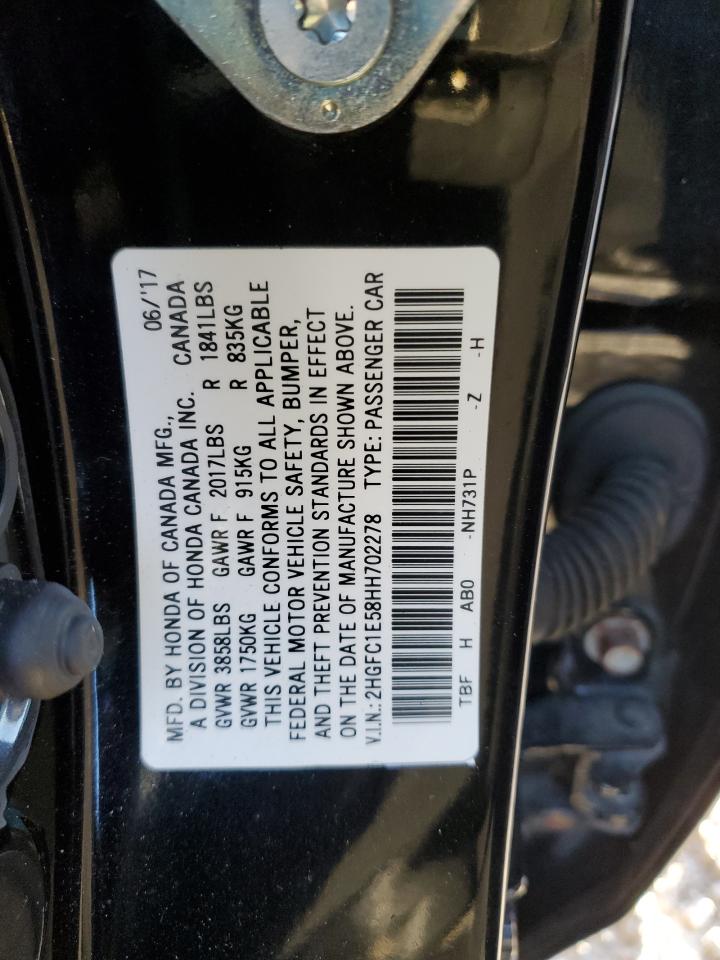 MFD. BY HONDA OF CANADA MFG., 06/'17
A DIVISION OF HONDA CANADA INC. CANADA
GVWR 3858LBS GAWR F 2017LBS R 1841LBS
GVWR 1750KG GAWR F 915KG R 835KG
THIS VEHICLE CONFORMS TO ALL APPLICABLE
FEDERAL MOTOR VEHICLE SAFETY, BUMPER,
AND THEFT PREVENTION STANDARDS IN EFFECT
ON THE DATE OF MANUFACTURE SHOWN ABOVE.
V.I.N.: 2HGFC1E58HH702278 TYPE: PASSENGER CAR
TBF H AB0 -NH731P -Z -H